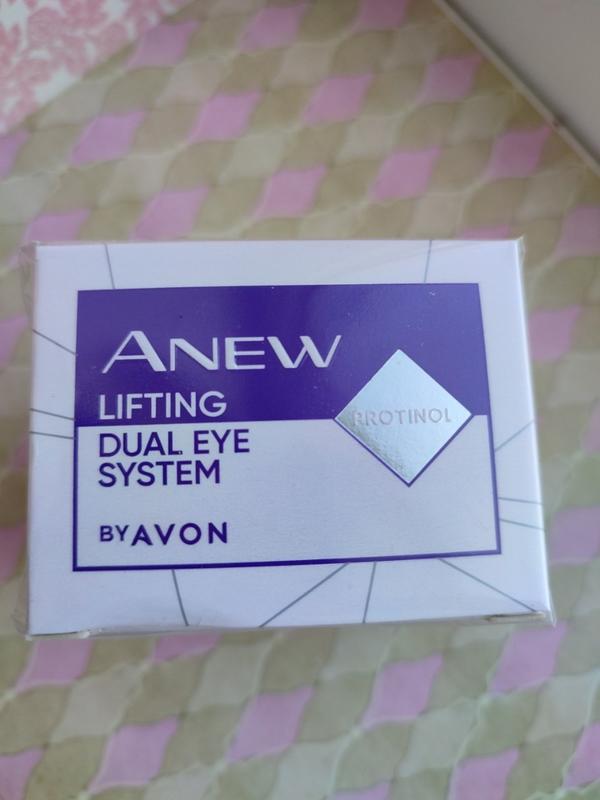 ANEW
LIFTING
PROTINOL
DUAL EYE
SYSTEM
BY AVON